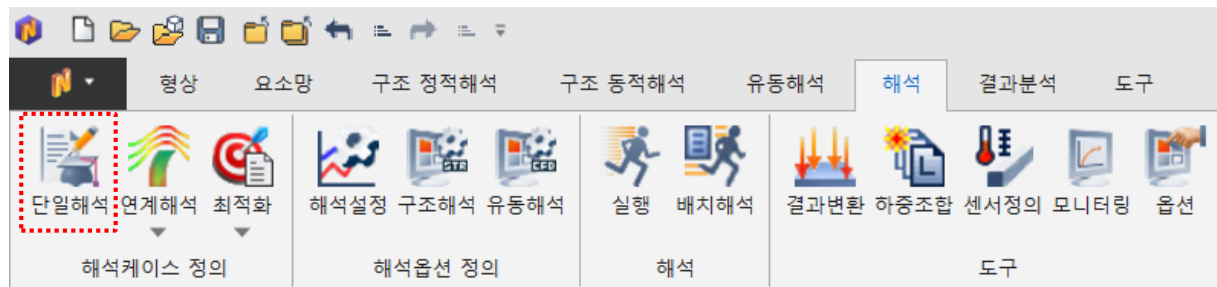 형상 요소망 구조 정적해석 구조 동적해석 유동해석 해석 결과분석 도구
단일해석 연계해석 최적화 해석설정 구조해석 유동해석 실행 배치해석 결과변환 하중조합 센서정의 모니터링 옵션
해석케이스 정의 해석옵션 정의 해석 도구